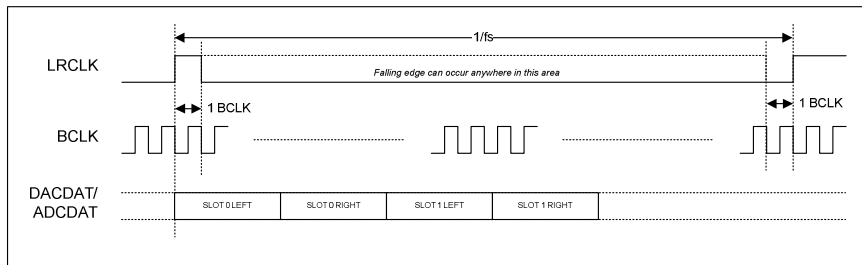 1/fs
LRCLK
Falling edge can occur anywhere in this area
1 BCLK
1 BCLK
BCLK
DACDAT/
ADCDAT
SLOT 0 LEFT
SLOT 0 RIGHT
SLOT 1 LEFT
SLOT 1 RIGHT